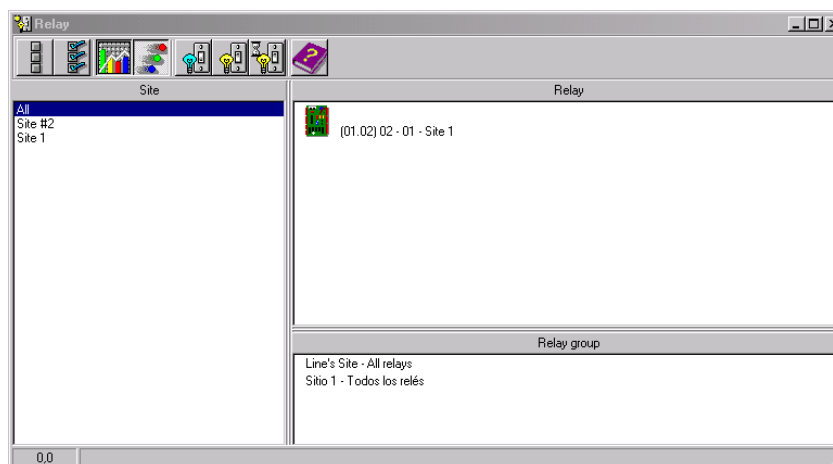 Relay
Site
Relay
All
Site #2
Site 1
(01.02) 02 - 01 - Site 1
Relay group
Line's Site - All relays
Sitio 1 - Todos los relés
0,0